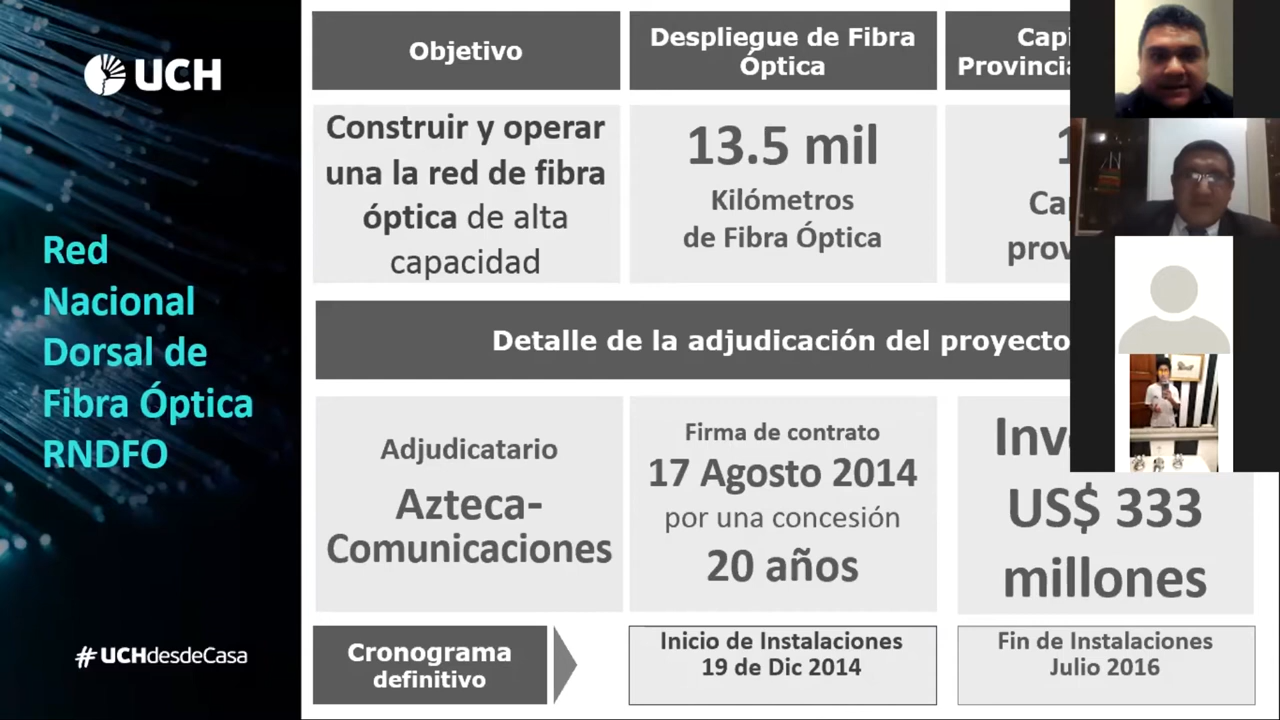 UCH
Red
Nacional
Dorsal de
Fibra Óptica
RNDFO
#UCHdesdeCasa
Objetivo
Despliegue de Fibra
Óptica
Construir y operar
una la red de fibra
óptica de alta
capacidad
13.5 mil
Kilómetros
de Fibra Óptica
Detalle de la adjudicación del proyecto
Adjudicatario
Azteca-
Comunicaciones
Firma de contrato
17 Agosto 2014
por una concesión
20 años
US$ 333
millones
Cronograma
definitivo
Inicio de Instalaciones
19 de Dic 2014
Fin de Instalaciones
Julio 2016